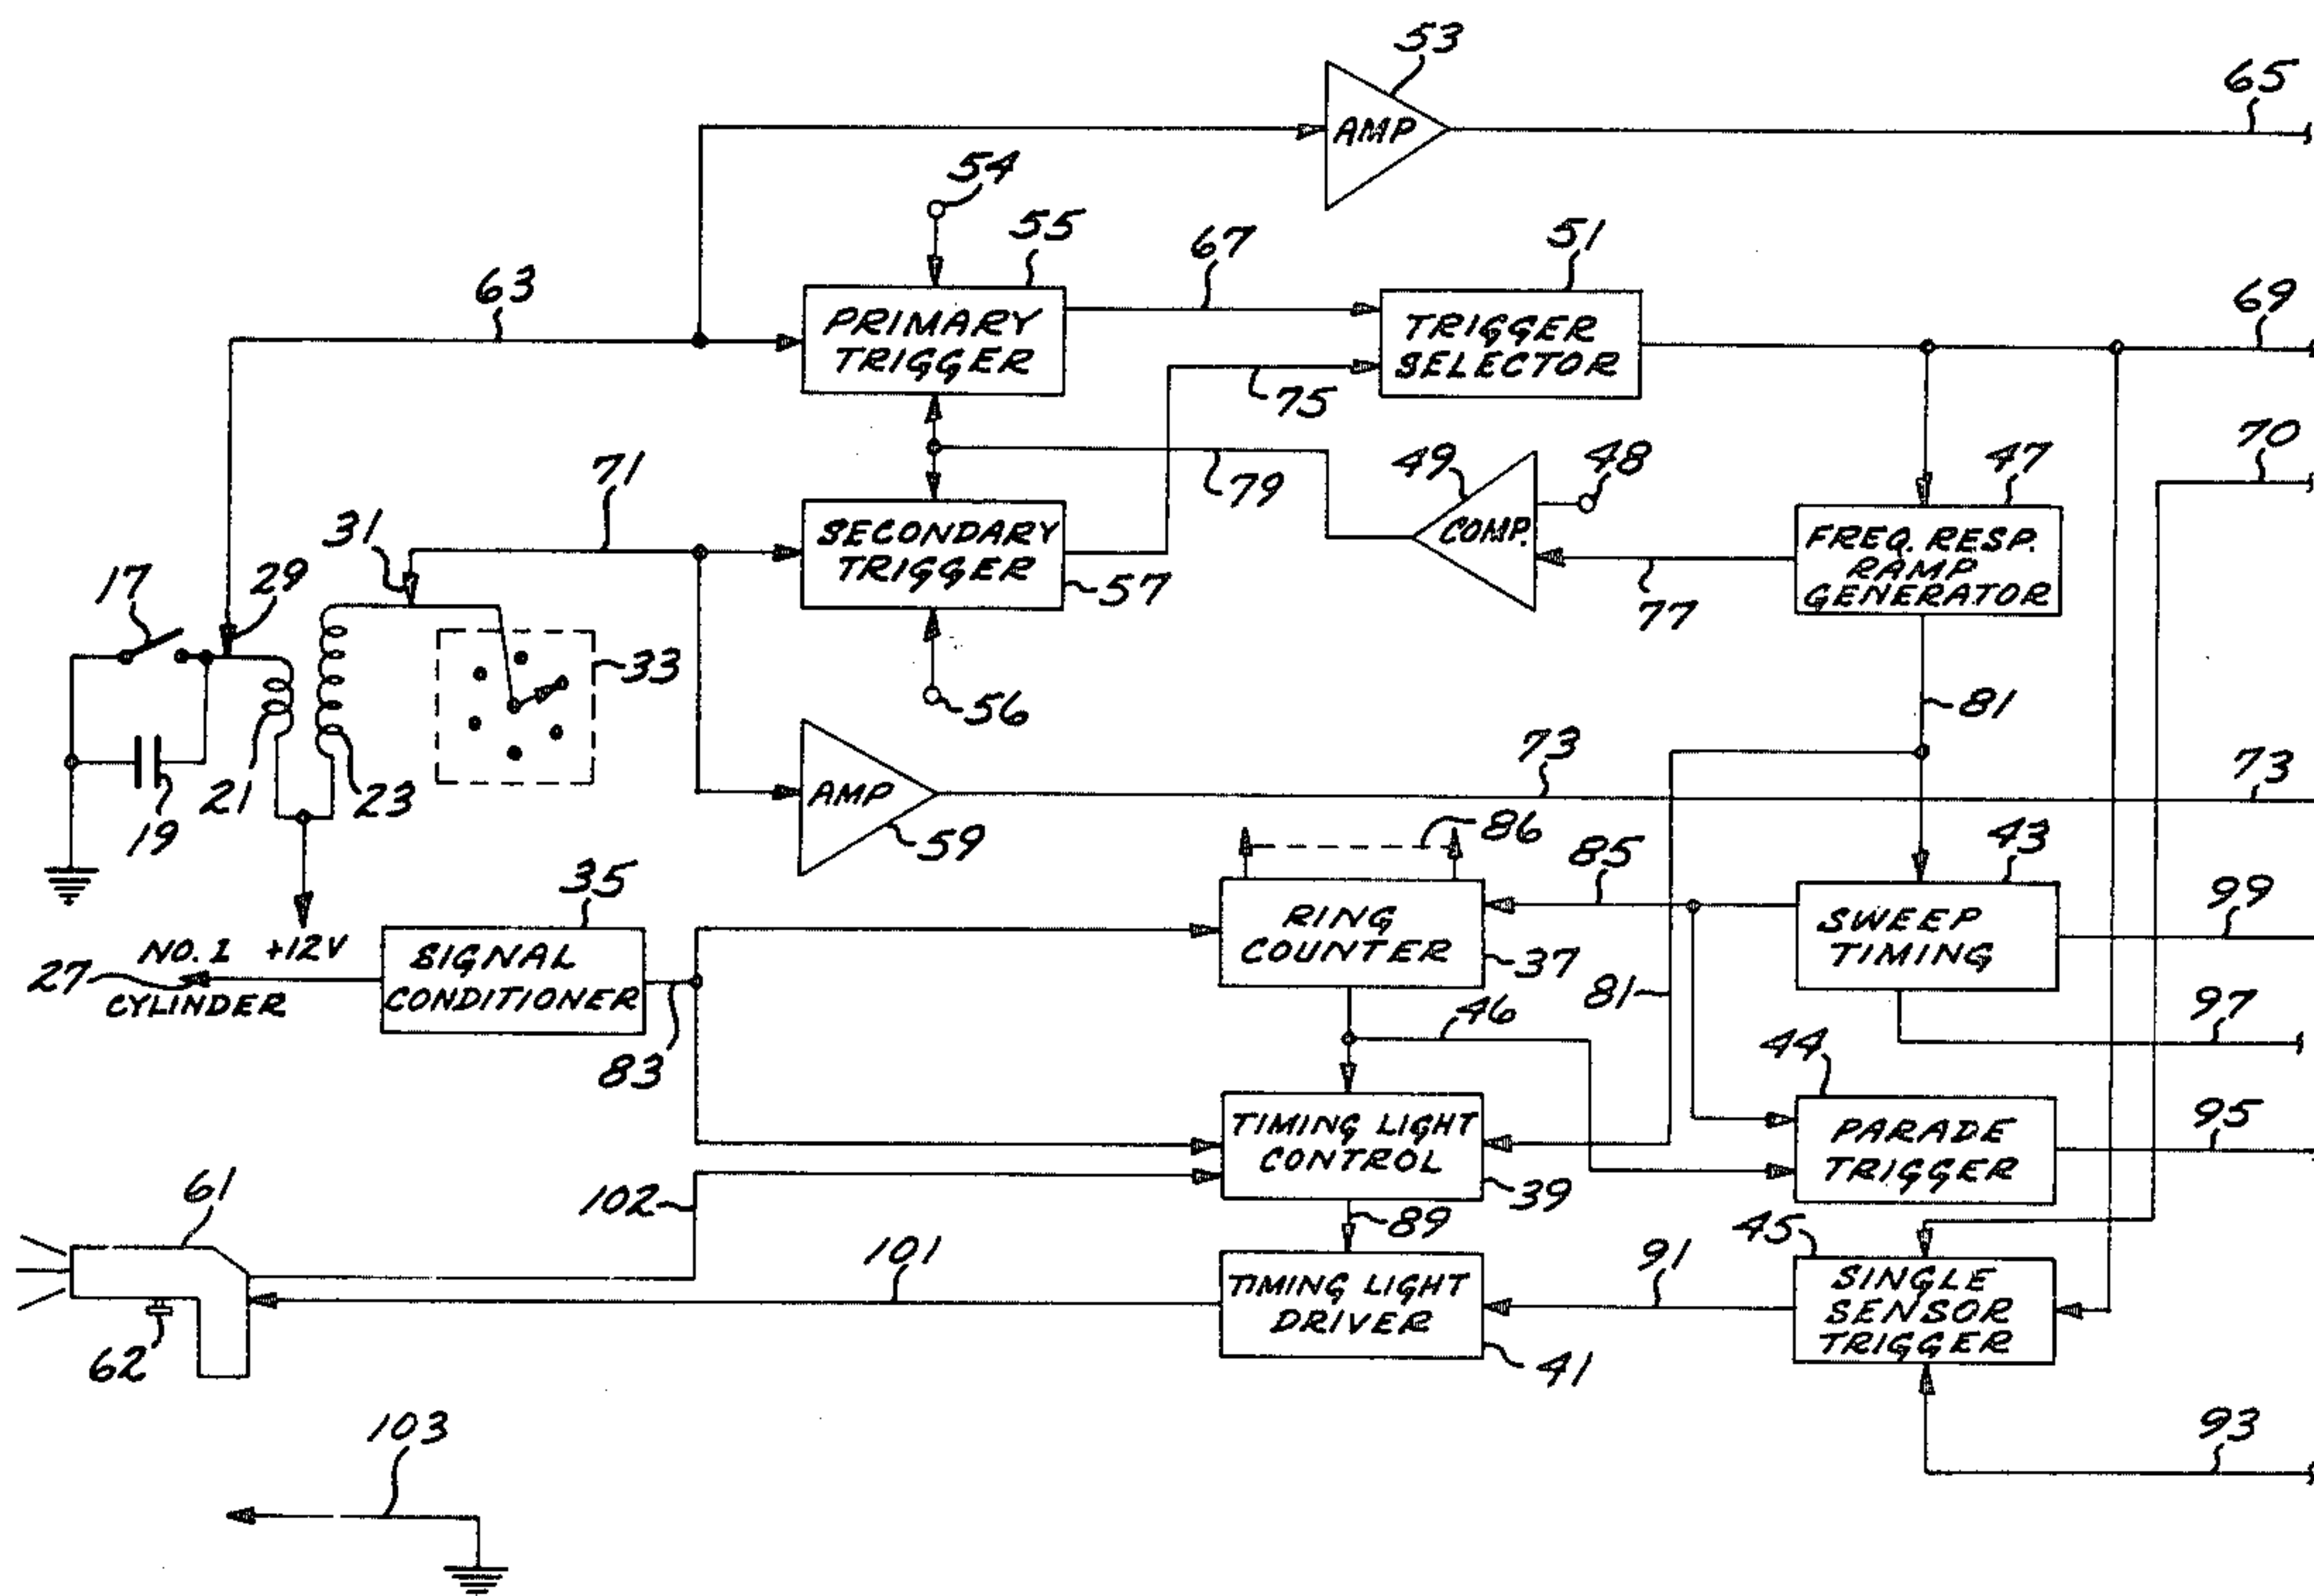 53
65
AMP
54
55
67
51
63
69
PRIMARY
TRIGGER
TRIGGER
SELECTOR
75
70
71
49
48
47
79
31
SECONDARY
TRIGGER
COMP.
FREQ. RESP.
RAMP
GENERATOR
17
29
57
77
33
56
81
73
73
21
23
AMP
19
59
86
43
35
85
99
RING
COUNTER
SWEEP
TIMING
NO. 1 +12V
SIGNAL
CONDITIONER
27
CYLINDER
37
81
46
97
83
44
TIMING LIGHT
CONTROL
PARADE
TRIGGER
95
61
102
39
89
45
101
91
TIMING LIGHT
DRIVER
SINGLE
SENSOR
TRIGGER
62
41
103
93